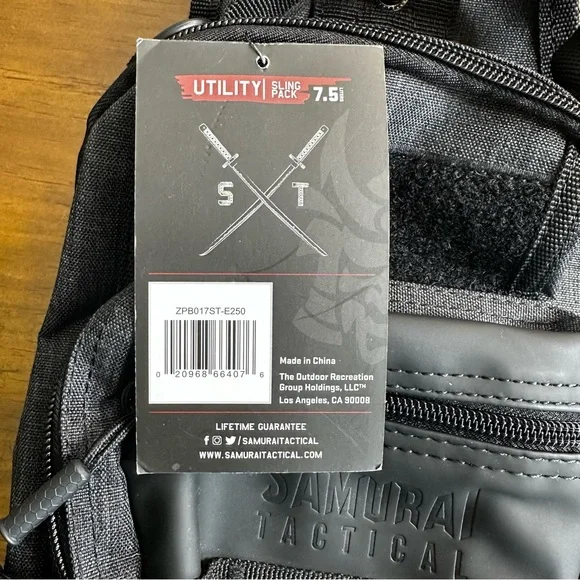 UTILITY SLING PACK 7.5
S T
ZPB017ST-E250
0 20968 66407 6
Made in China
The Outdoor Recreation
Group Holdings, LLC™
Los Angeles, CA 90008
LIFETIME GUARANTEE
/SAMURAITACTICAL
WWW.SAMURAITACTICAL.COM
SAMURAI
TACTICAL